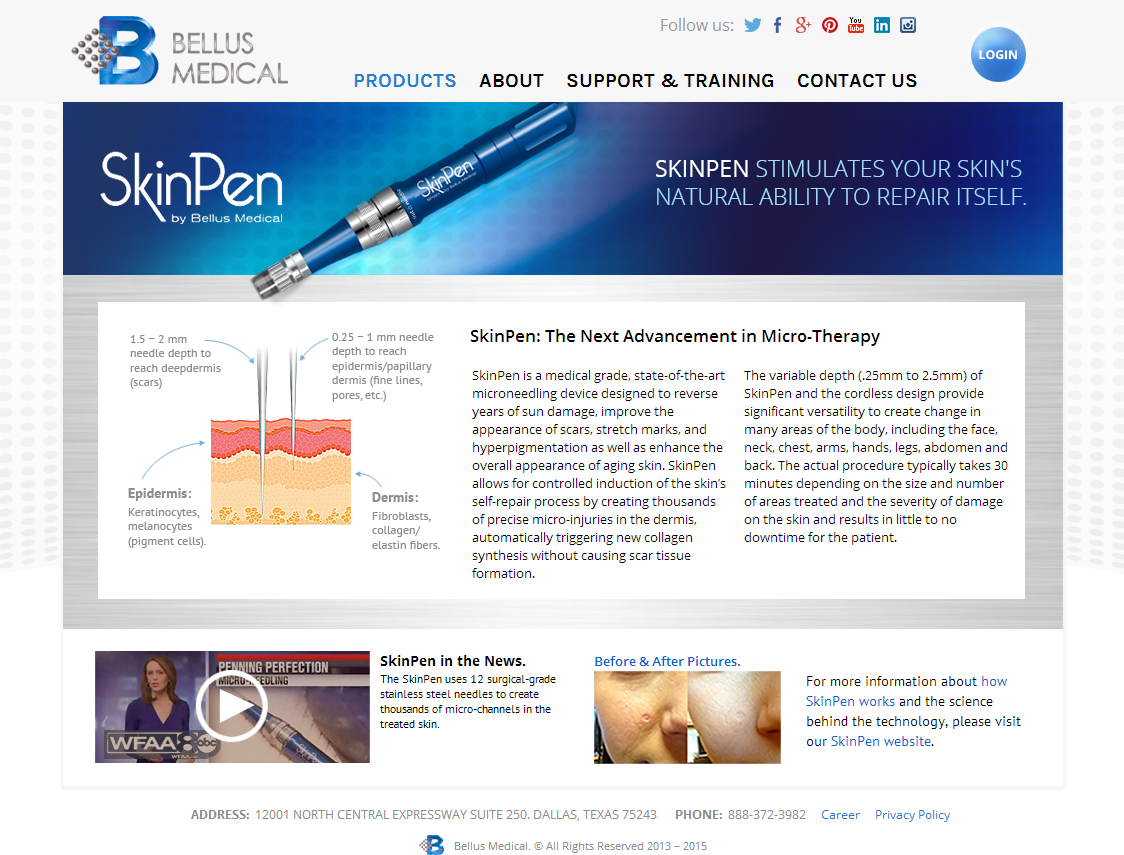 BELLUS
MEDICAL
Follow us:
You
Tube
LOGIN
PRODUCTS ABOUT SUPPORT & TRAINING CONTACT US
SkinPen
by Bellus Medical
SkinPen
SKINPEN STIMULATES YOUR SKIN'S
NATURAL ABILITY TO REPAIR ITSELF.
1.5 – 2 mm
needle depth to
reach deepdermis
(scars)
0.25 – 1 mm needle
depth to reach
epidermis/papillary
dermis (fine lines,
pores, etc.)
Epidermis:
Keratinocytes,
melanocytes
(pigment cells).
Dermis:
Fibroblasts,
collagen/
elastin fibers.
SkinPen: The Next Advancement in Micro-Therapy
SkinPen is a medical grade, state-of-the-art
microneedling device designed to reverse
years of sun damage, improve the
appearance of scars, stretch marks, and
hyperpigmentation as well as enhance the
overall appearance of aging skin. SkinPen
allows for controlled induction of the skin's
self-repair process by creating thousands
of precise micro-injuries in the dermis,
automatically triggering new collagen
synthesis without causing scar tissue
formation.
The variable depth (.25mm to 2.5mm) of
SkinPen and the cordless design provide
significant versatility to create change in
many areas of the body, including the face,
neck, chest, arms, hands, legs, abdomen and
back. The actual procedure typically takes 30
minutes depending on the size and number
of areas treated and the severity of damage
on the skin and results in little to no
downtime for the patient.
PENNING PERFECTION
MICRO-NEEDLING
WFAA 8 abc
WFAA.com
SkinPen in the News.
The SkinPen uses 12 surgical-grade
stainless steel needles to create
thousands of micro-channels in the
treated skin.
Before & After Pictures.
For more information about how
SkinPen works and the science
behind the technology, please visit
our SkinPen website.
ADDRESS: 12001 NORTH CENTRAL EXPRESSWAY SUITE 250. DALLAS, TEXAS 75243 PHONE: 888-372-3982 Career Privacy Policy
Bellus Medical. © All Rights Reserved 2013 – 2015